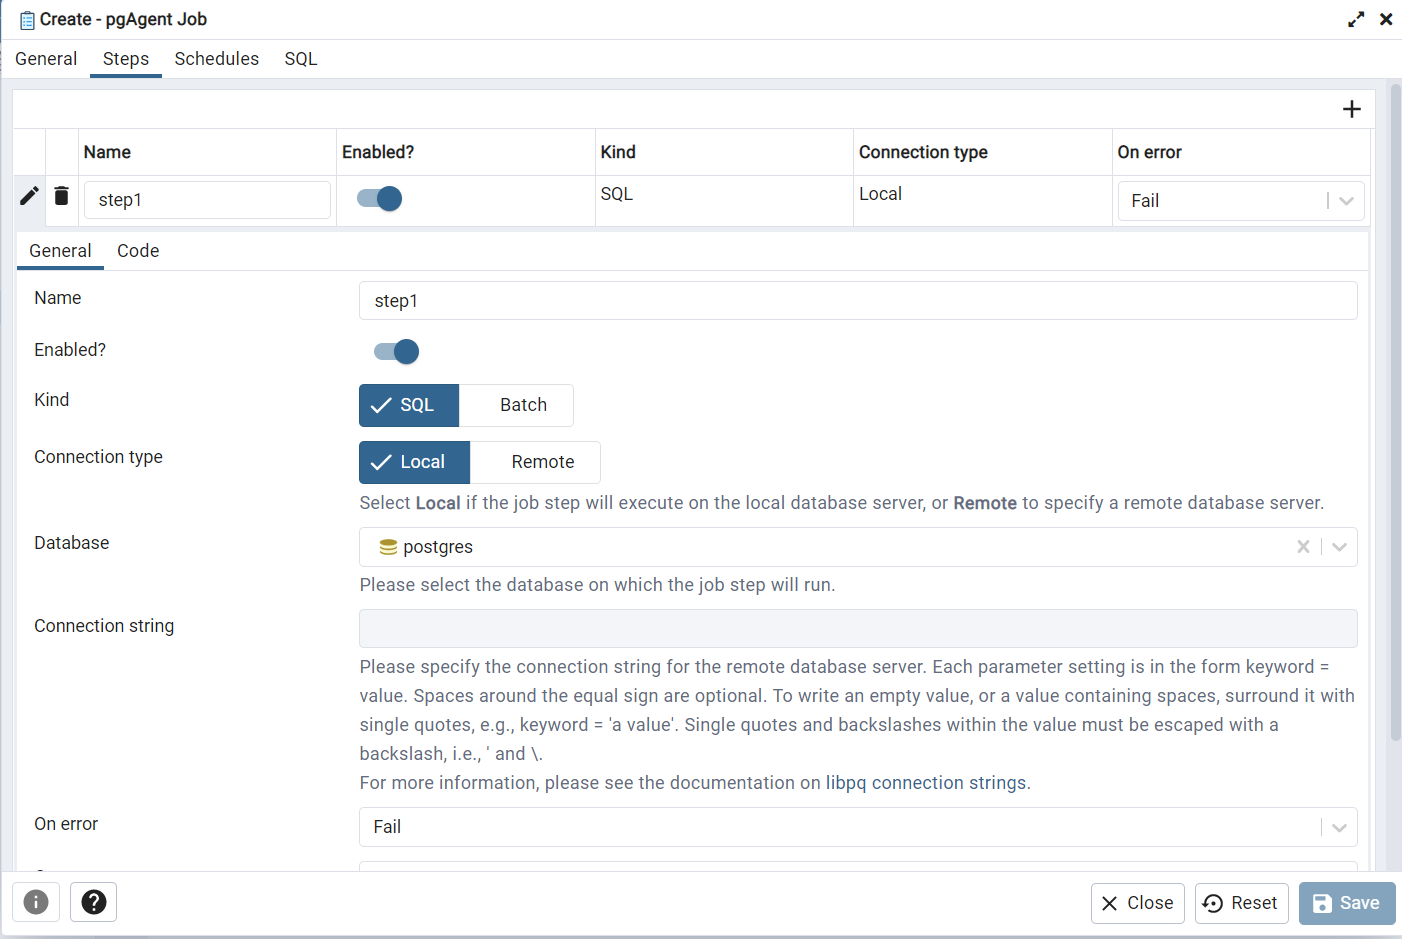 Create - pgAgent Job
General Steps Schedules SQL
Name Enabled? Kind Connection type On error
step1 SQL Local Fail
General Code
Name step1
Enabled?
Kind SQL Batch
Connection type Local Remote
Select Local if the job step will execute on the local database server, or Remote to specify a remote database server.
Database postgres
Please select the database on which the job step will run.
Connection string
Please specify the connection string for the remote database server. Each parameter setting is in the form keyword =
value. Spaces around the equal sign are optional. To write an empty value, or a value containing spaces, surround it with
single quotes, e.g., keyword = 'a value'. Single quotes and backslashes within the value must be escaped with a
backslash, i.e., ' and \.
For more information, please see the documentation on libpq connection strings.
On error Fail
Close Reset Save